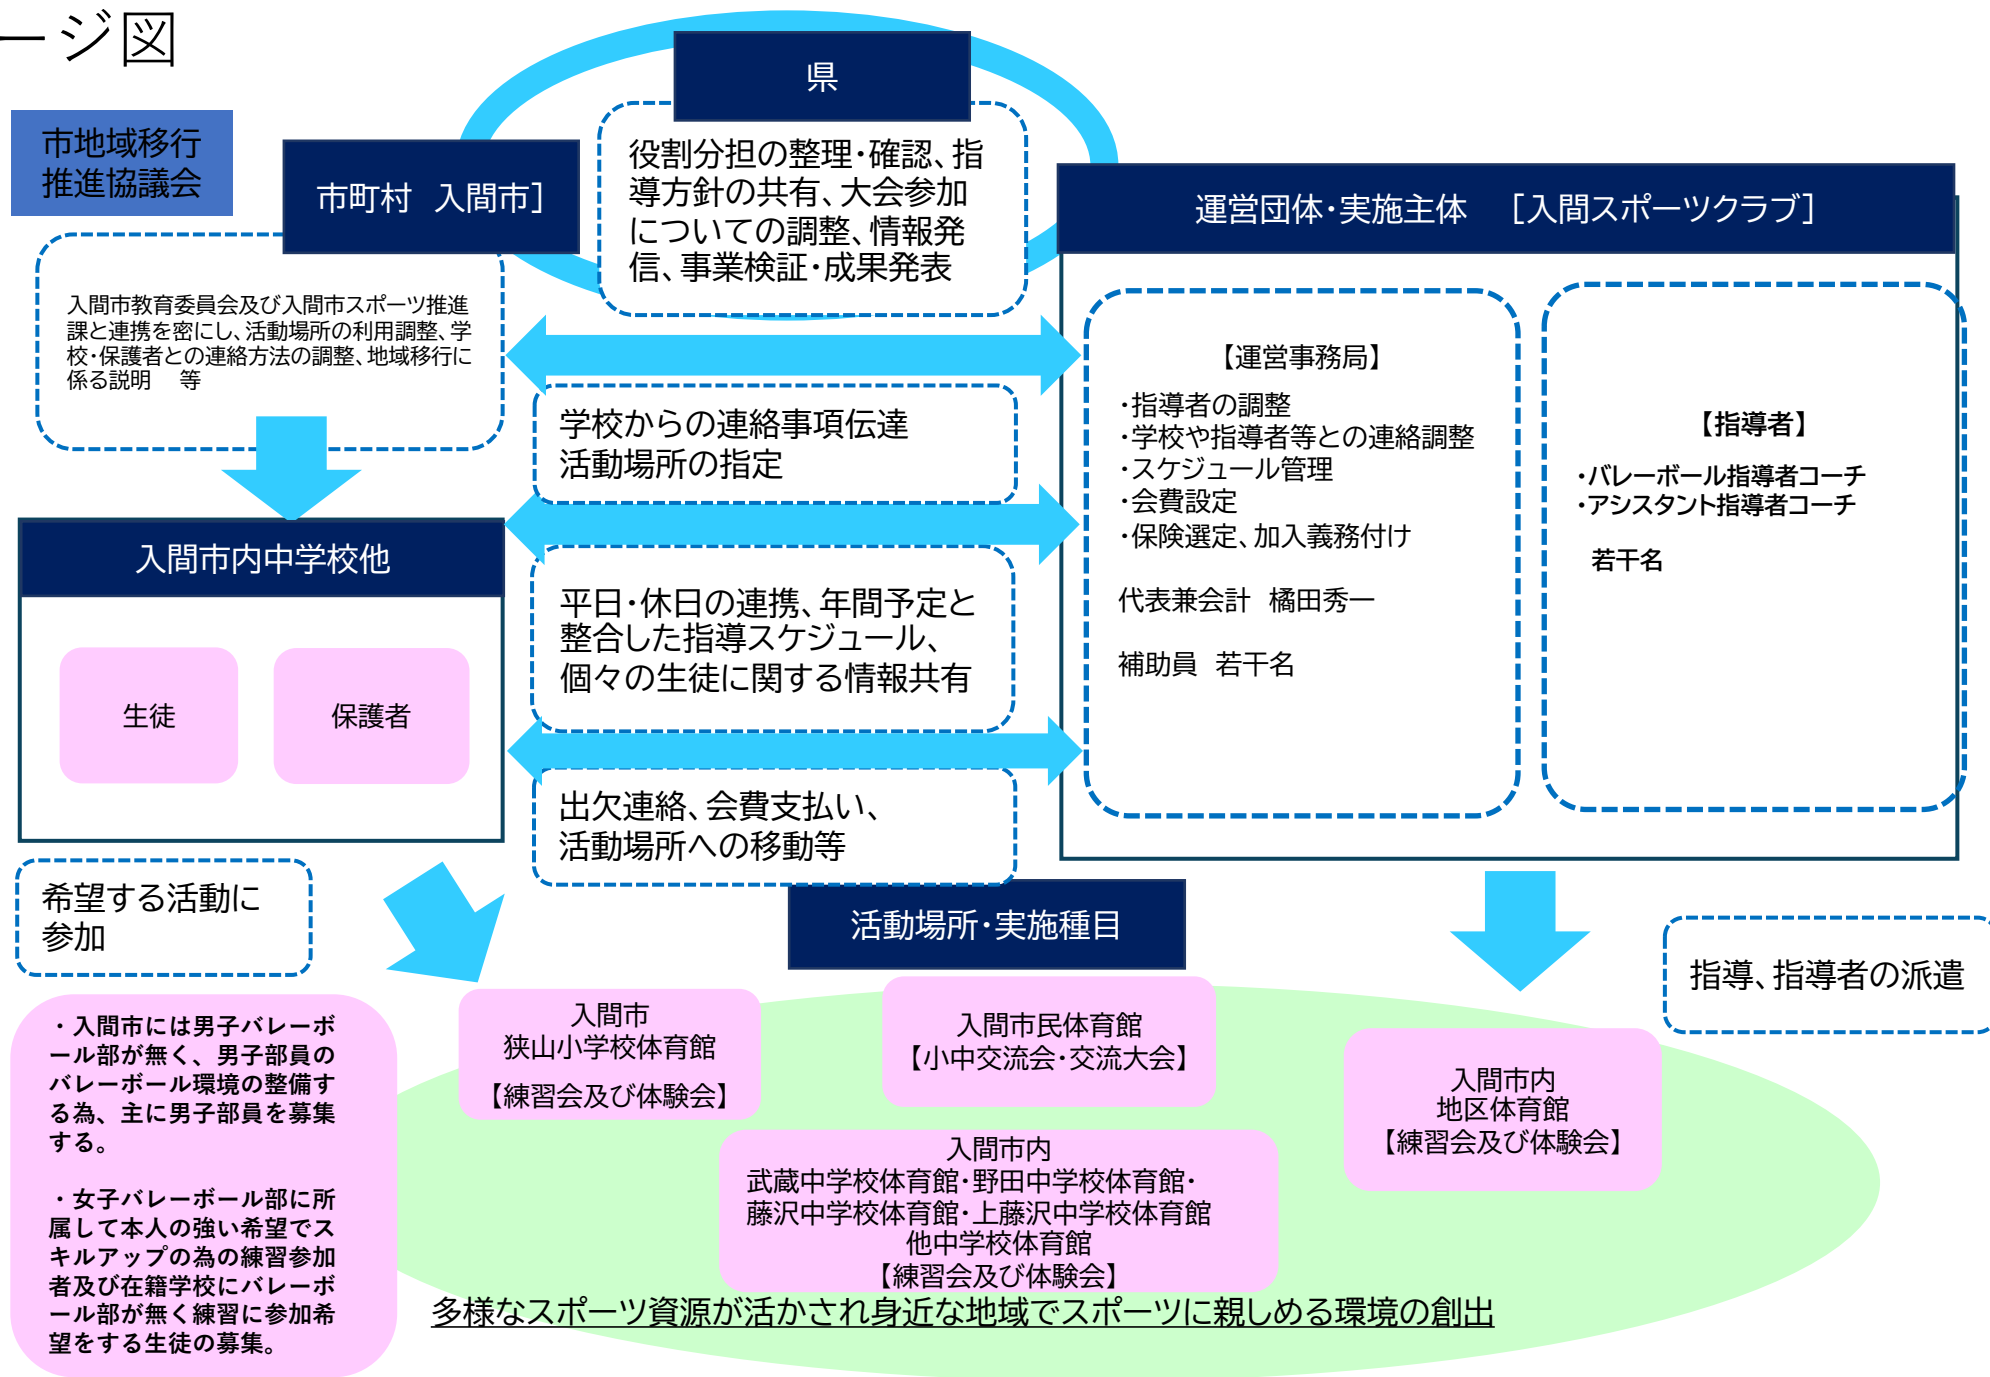 ージ図
県
市地域移行
推進協議会
市町村　入間市］
役割分担の整理・確認、指
導方針の共有、大会参加
についての調整、情報発
信、事業検証・成果発表
運営団体・実施主体　［入間スポーツクラブ］
入間市教育委員会及び入間市スポーツ推進
課と連携を密にし、活動場所の利用調整、学
校・保護者との連絡方法の調整、地域移行に
係る説明　等
【運営事務局】
・指導者の調整
・学校や指導者等との連絡調整
・スケジュール管理
・会費設定
・保険選定、加入義務付け
代表兼会計　橘田秀一
補助員　若干名
【指導者】
・バレーボール指導者コーチ
・アシスタント指導者コーチ
若干名
学校からの連絡事項伝達
活動場所の指定
入間市内中学校他
生徒
保護者
平日・休日の連携、年間予定と
整合した指導スケジュール、
個々の生徒に関する情報共有
出欠連絡、会費支払い、
活動場所への移動等
希望する活動に
参加
活動場所・実施種目
指導、指導者の派遣
・入間市には男子バレーボ
ール部が無く、男子部員の
バレーボール環境の整備す
る為、主に男子部員を募集
する。
・女子バレーボール部に所
属して本人の強い希望でス
キルアップの為の練習参加
者及び在籍学校にバレーボ
ール部が無く練習に参加希
望をする生徒の募集。
入間市
狭山小学校体育館
【練習会及び体験会】
入間市民体育館
【小中交流会・交流大会】
入間市内
地区体育館
【練習会及び体験会】
入間市内
武蔵中学校体育館・野田中学校体育館・
藤沢中学校体育館・上藤沢中学校体育館
他中学校体育館
【練習会及び体験会】
多様なスポーツ資源が活かされ身近な地域でスポーツに親しめる環境の創出